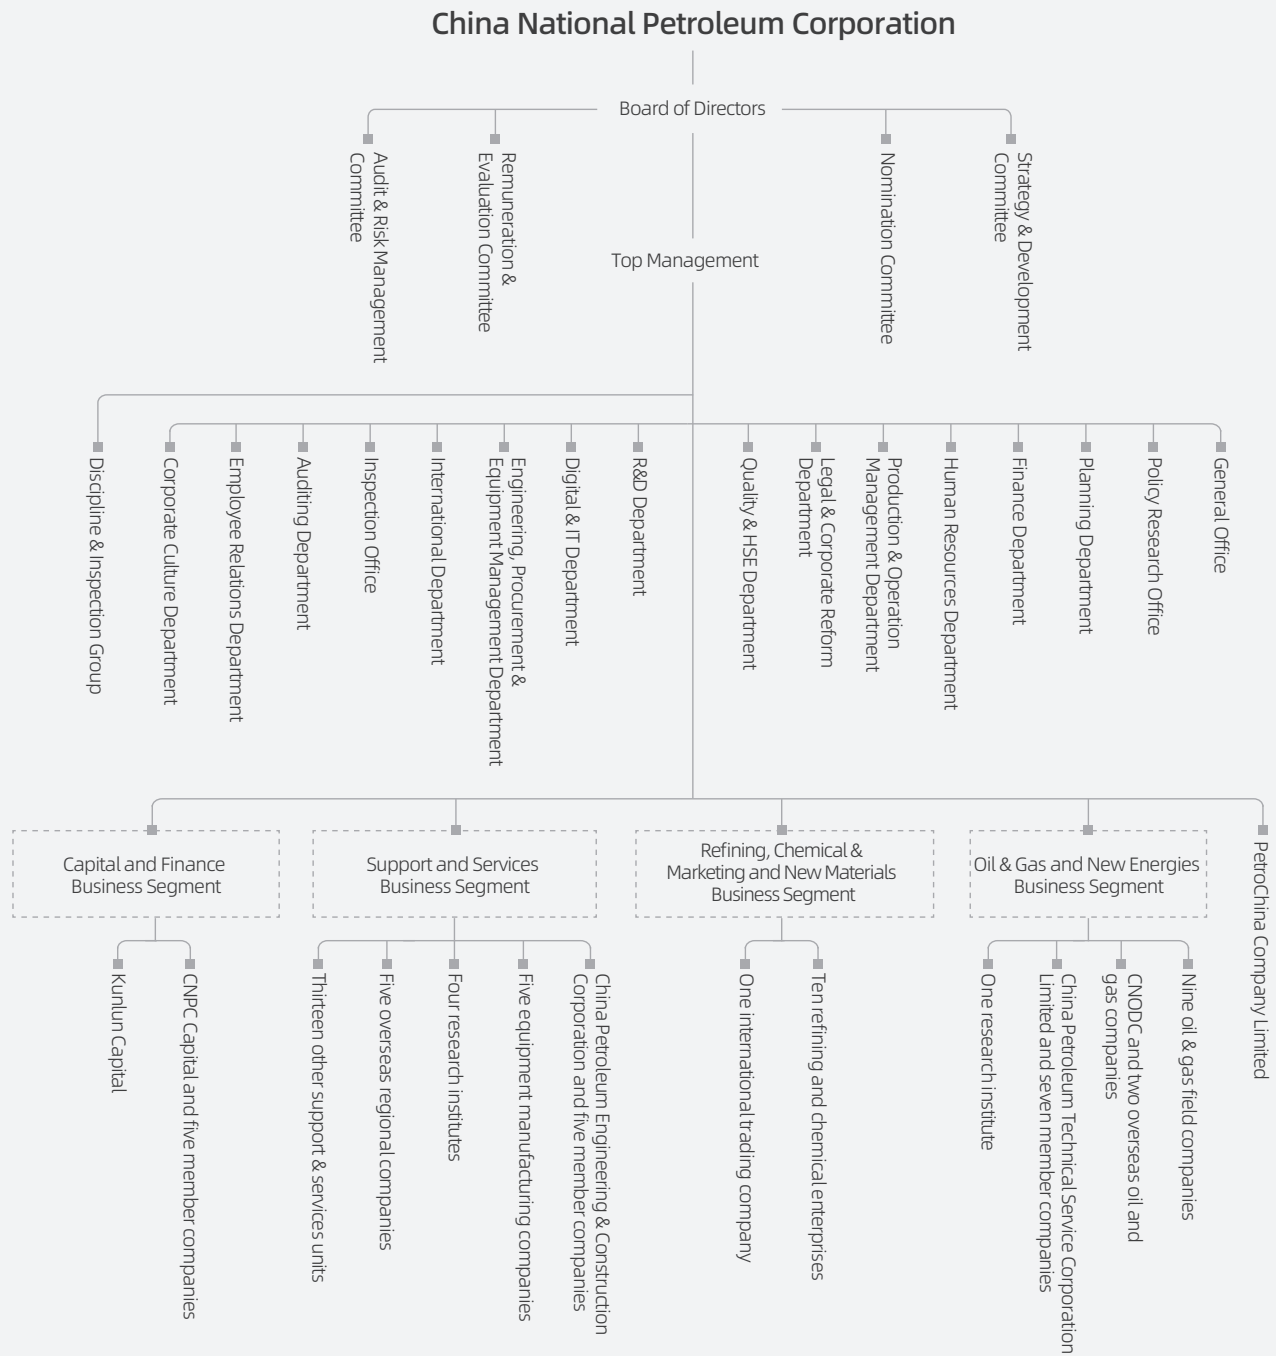 China National Petroleum Corporation
Board of Directors
Audit & Risk Management
Committee
Remuneration &
Evaluation Committee
Nomination Committee
Strategy & Development
Committee
Top Management
Discipline & Inspection Group
Corporate Culture Department
Employee Relations Department
Auditing Department
Inspection Office
International Department
Engineering, Procurement &
Equipment Management Department
Digital & IT Department
R&D Department
Quality & HSE Department
Legal & Corporate Reform
Department
Production & Operation
Management Department
Human Resources Department
Finance Department
Planning Department
Policy Research Office
General Office
Capital and Finance
Business Segment
Support and Services
Business Segment
Refining, Chemical &
Marketing and New Materials
Business Segment
Oil & Gas and New Energies
Business Segment
PetroChina Company Limited
Kunlun Capital
CNPC Capital and five member companies
Thirteen other support & services units
Five overseas regional companies
Four research institutes
Five equipment manufacturing companies
China Petroleum Engineering & Construction
Corporation and five member companies
One international trading company
Ten refining and chemical enterprises
One research institute
China Petroleum Technical Service Corporation
Limited and seven member companies
CNODC and two overseas oil and
gas companies
Nine oil & gas field companies